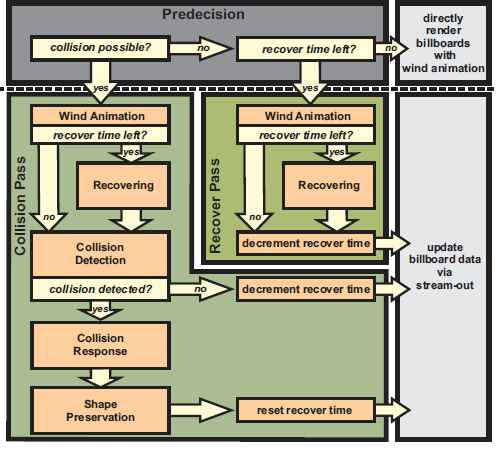 Predecision
collision possible?
no
recover time left?
no
directly
render
billboards
with
wind animation
yes
yes
Collision Pass
Wind Animation
recover time left?
yes
Recovering
no
Collision
Detection
collision detected?
no
decrement recover time
yes
Collision
Response
Shape
Preservation
reset recover time
Recover Pass
Wind Animation
recover time left?
yes
Recovering
no
decrement recover time
update
billboard data
via
stream-out